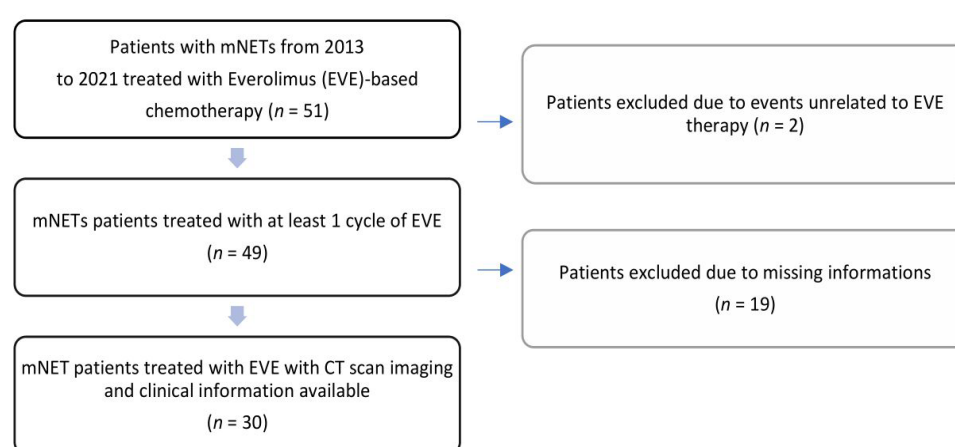 Patients with mNETs from 2013
to 2021 treated with Everolimus (EVE)-based
chemotherapy (n = 51)
Patients excluded due to events unrelated to EVE
therapy (n = 2)
mNETs patients treated with at least 1 cycle of EVE
(n = 49)
Patients excluded due to missing informations
(n = 19)
mNET patients treated with EVE with CT scan imaging
and clinical information available
(n = 30)